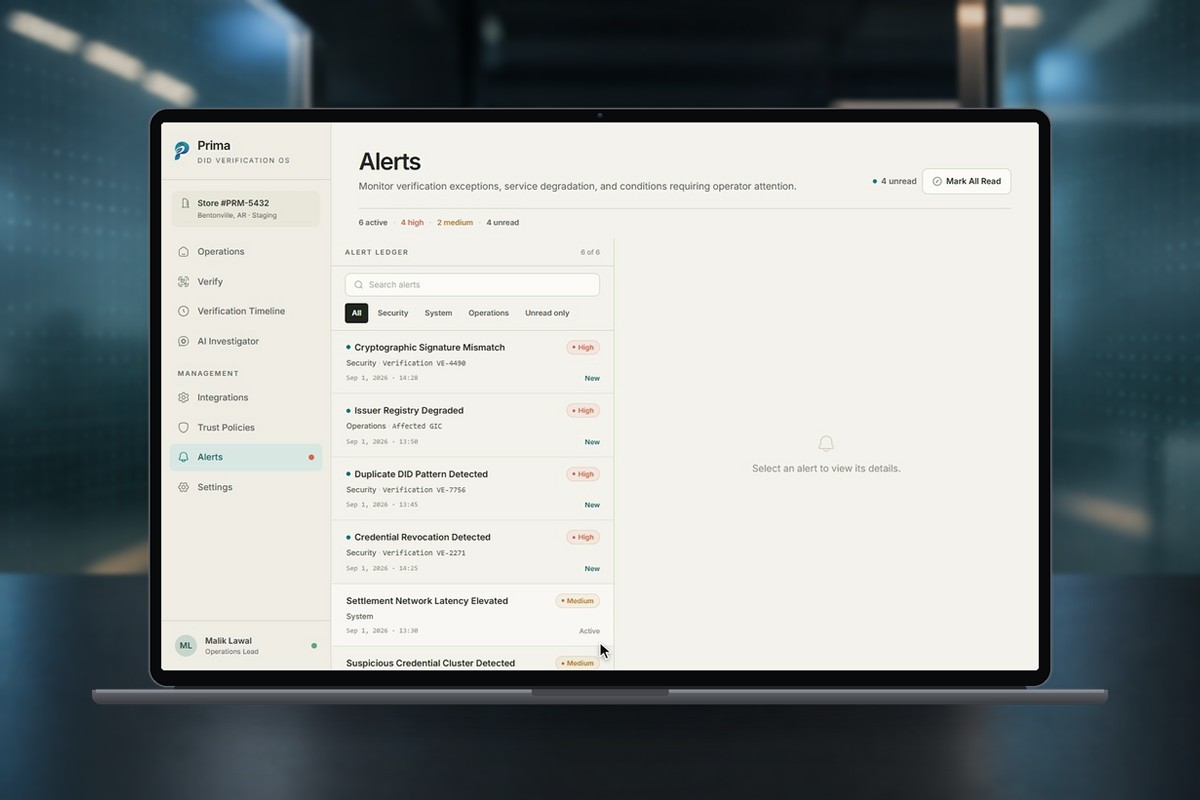 Prima
DID VERIFICATION OS
Store #PRM-5432
Bentonville, AR · Staging
Operations
Verify
Verification Timeline
AI Investigator
MANAGEMENT
Integrations
Trust Policies
Alerts
Settings
ML
Malik Lawal
Operations Lead
Alerts
Monitor verification exceptions, service degradation, and conditions requiring operator attention.
4 unread
Mark All Read
6 active · 4 high · 2 medium · 4 unread
ALERT LEDGER
6 of 6
Search alerts
All Security System Operations Unread only
Cryptographic Signature Mismatch
High
Security · Verification VE-4490
Sep 1, 2026 · 14:28
New
Issuer Registry Degraded
High
Operations · Affected GIC
Sep 1, 2026 · 13:50
New
Duplicate DID Pattern Detected
High
Security · Verification VE-7756
Sep 1, 2026 · 13:45
New
Credential Revocation Detected
High
Security · Verification VE-2271
Sep 1, 2026 · 14:25
New
Settlement Network Latency Elevated
Medium
System
Sep 1, 2026 · 13:30
Active
Suspicious Credential Cluster Detected
Medium
Select an alert to view its details.